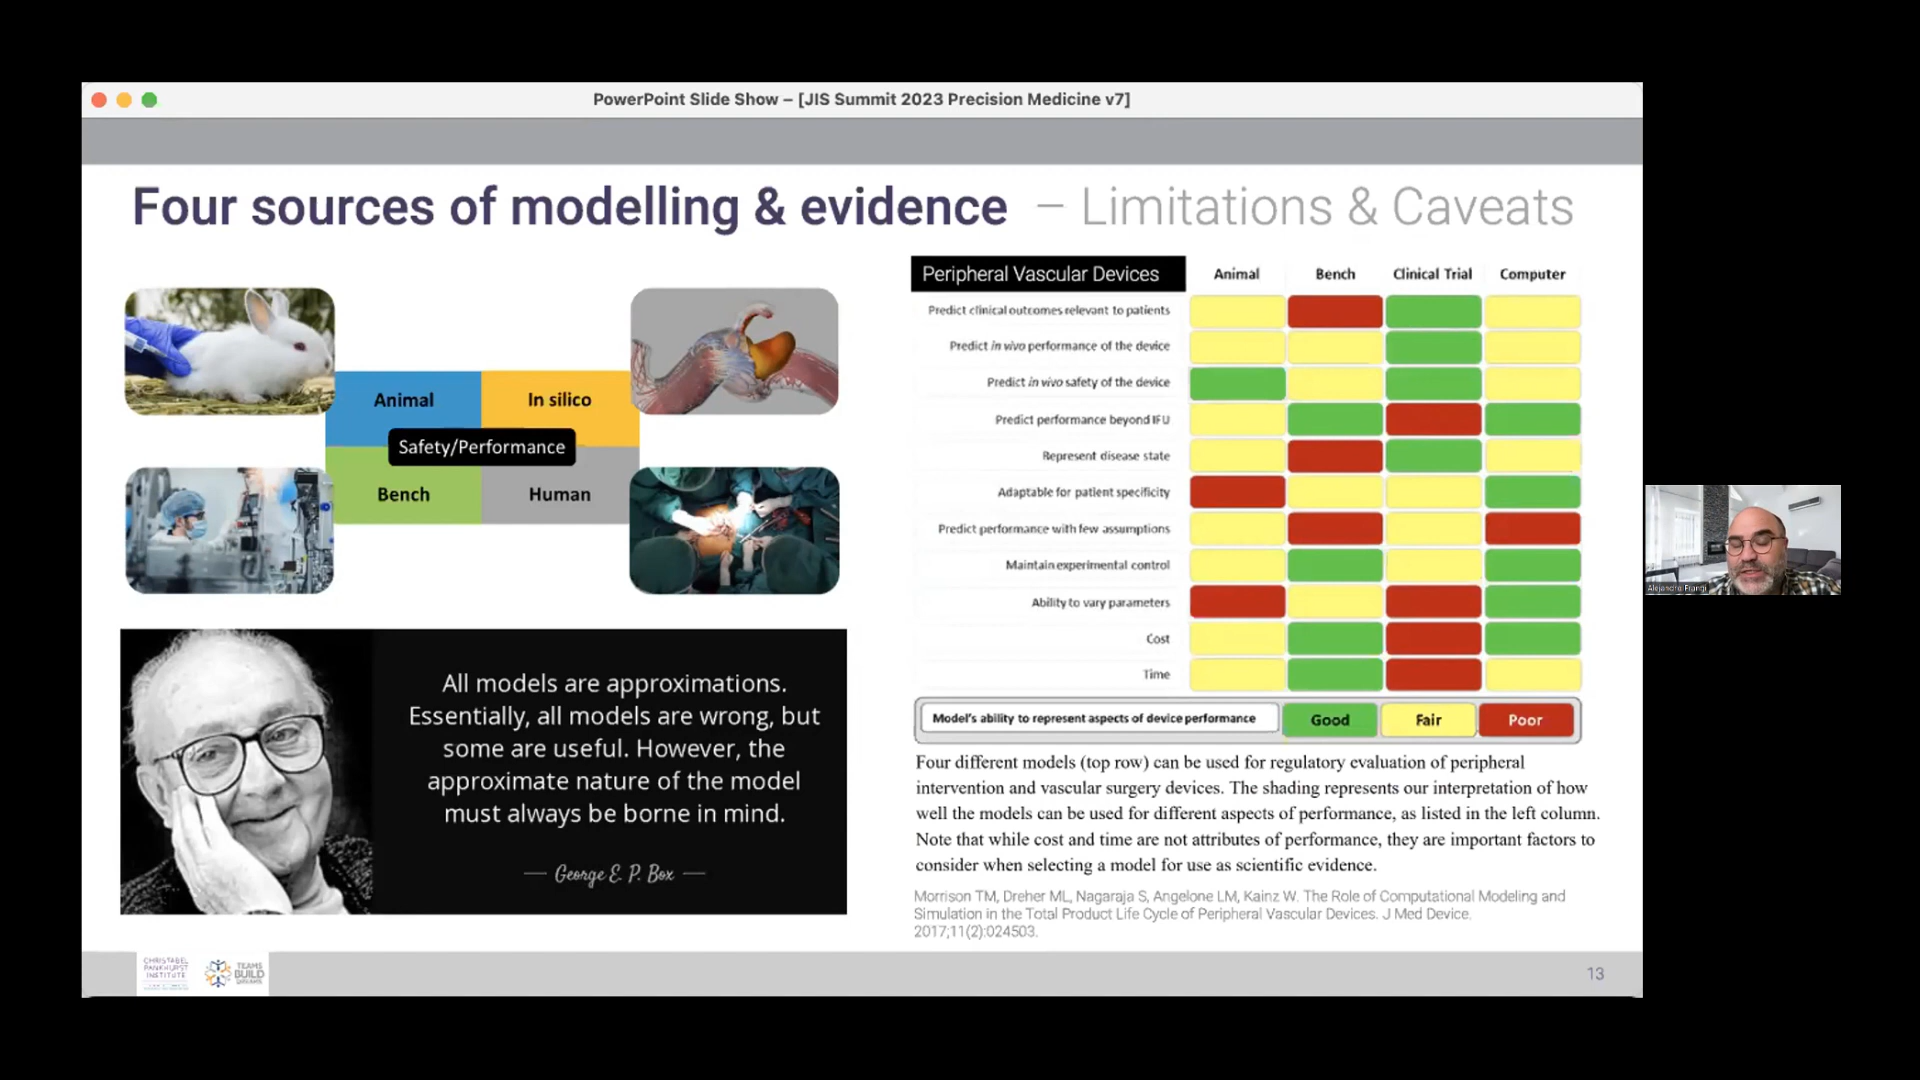 PowerPoint Slide Show – [JIS Summit 2023 Precision Medicine v7]
Four sources of modelling & evidence – Limitations & Caveats
Animal
In silico
Safety/Performance
Bench
Human
All models are approximations.
Essentially, all models are wrong, but
some are useful. However, the
approximate nature of the model
must always be borne in mind.
— George E. P. Box —
Peripheral Vascular Devices
Animal
Bench
Clinical Trial
Computer
Predict clinical outcomes relevant to patients
Predict in vivo performance of the device
Predict in vivo safety of the device
Predict performance beyond IFU
Represent disease state
Adaptable for patient specificity
Predict performance with few assumptions
Maintain experimental control
Ability to vary parameters
Cost
Time
Model's ability to represent aspects of device performance
Good
Fair
Poor
Four different models (top row) can be used for regulatory evaluation of peripheral
intervention and vascular surgery devices. The shading represents our interpretation of how
well the models can be used for different aspects of performance, as listed in the left column.
Note that while cost and time are not attributes of performance, they are important factors to
consider when selecting a model for use as scientific evidence.
Morrison TM, Dreher ML, Nagaraja S, Angelone LM, Kainz W. The Role of Computational Modeling and
Simulation in the Total Product Life Cycle of Peripheral Vascular Devices. J Med Device.
2017;11(2):024503.
CHRISTABEL
PANKHURST
INSTITUTE
TEAMS
BUILD
DREAMS
13
Alejandro Frangi